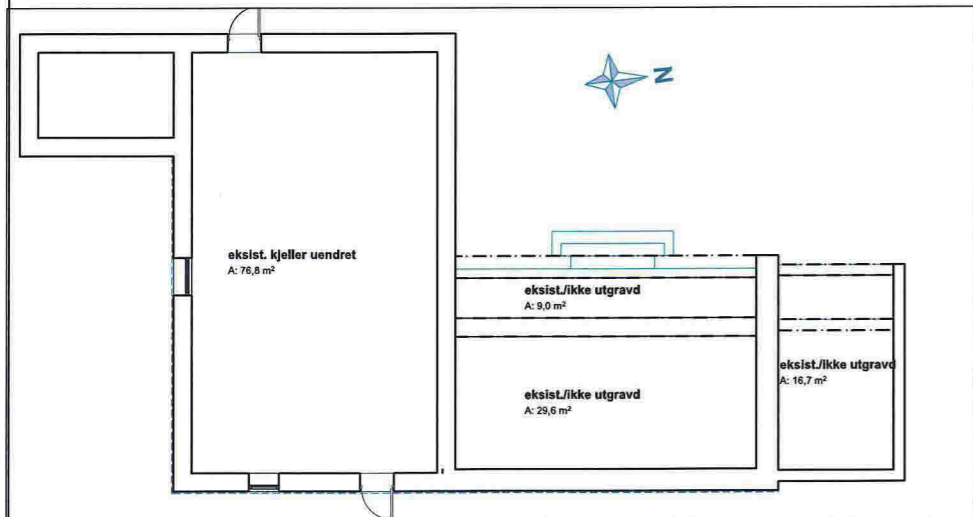 N
eksist. kjeller uendret
A: 76,8 m²
eksist./ikke utgravd
A: 9,0 m²
eksist./ikke utgravd
A: 16,7 m²
eksist./ikke utgravd
A: 29,6 m²